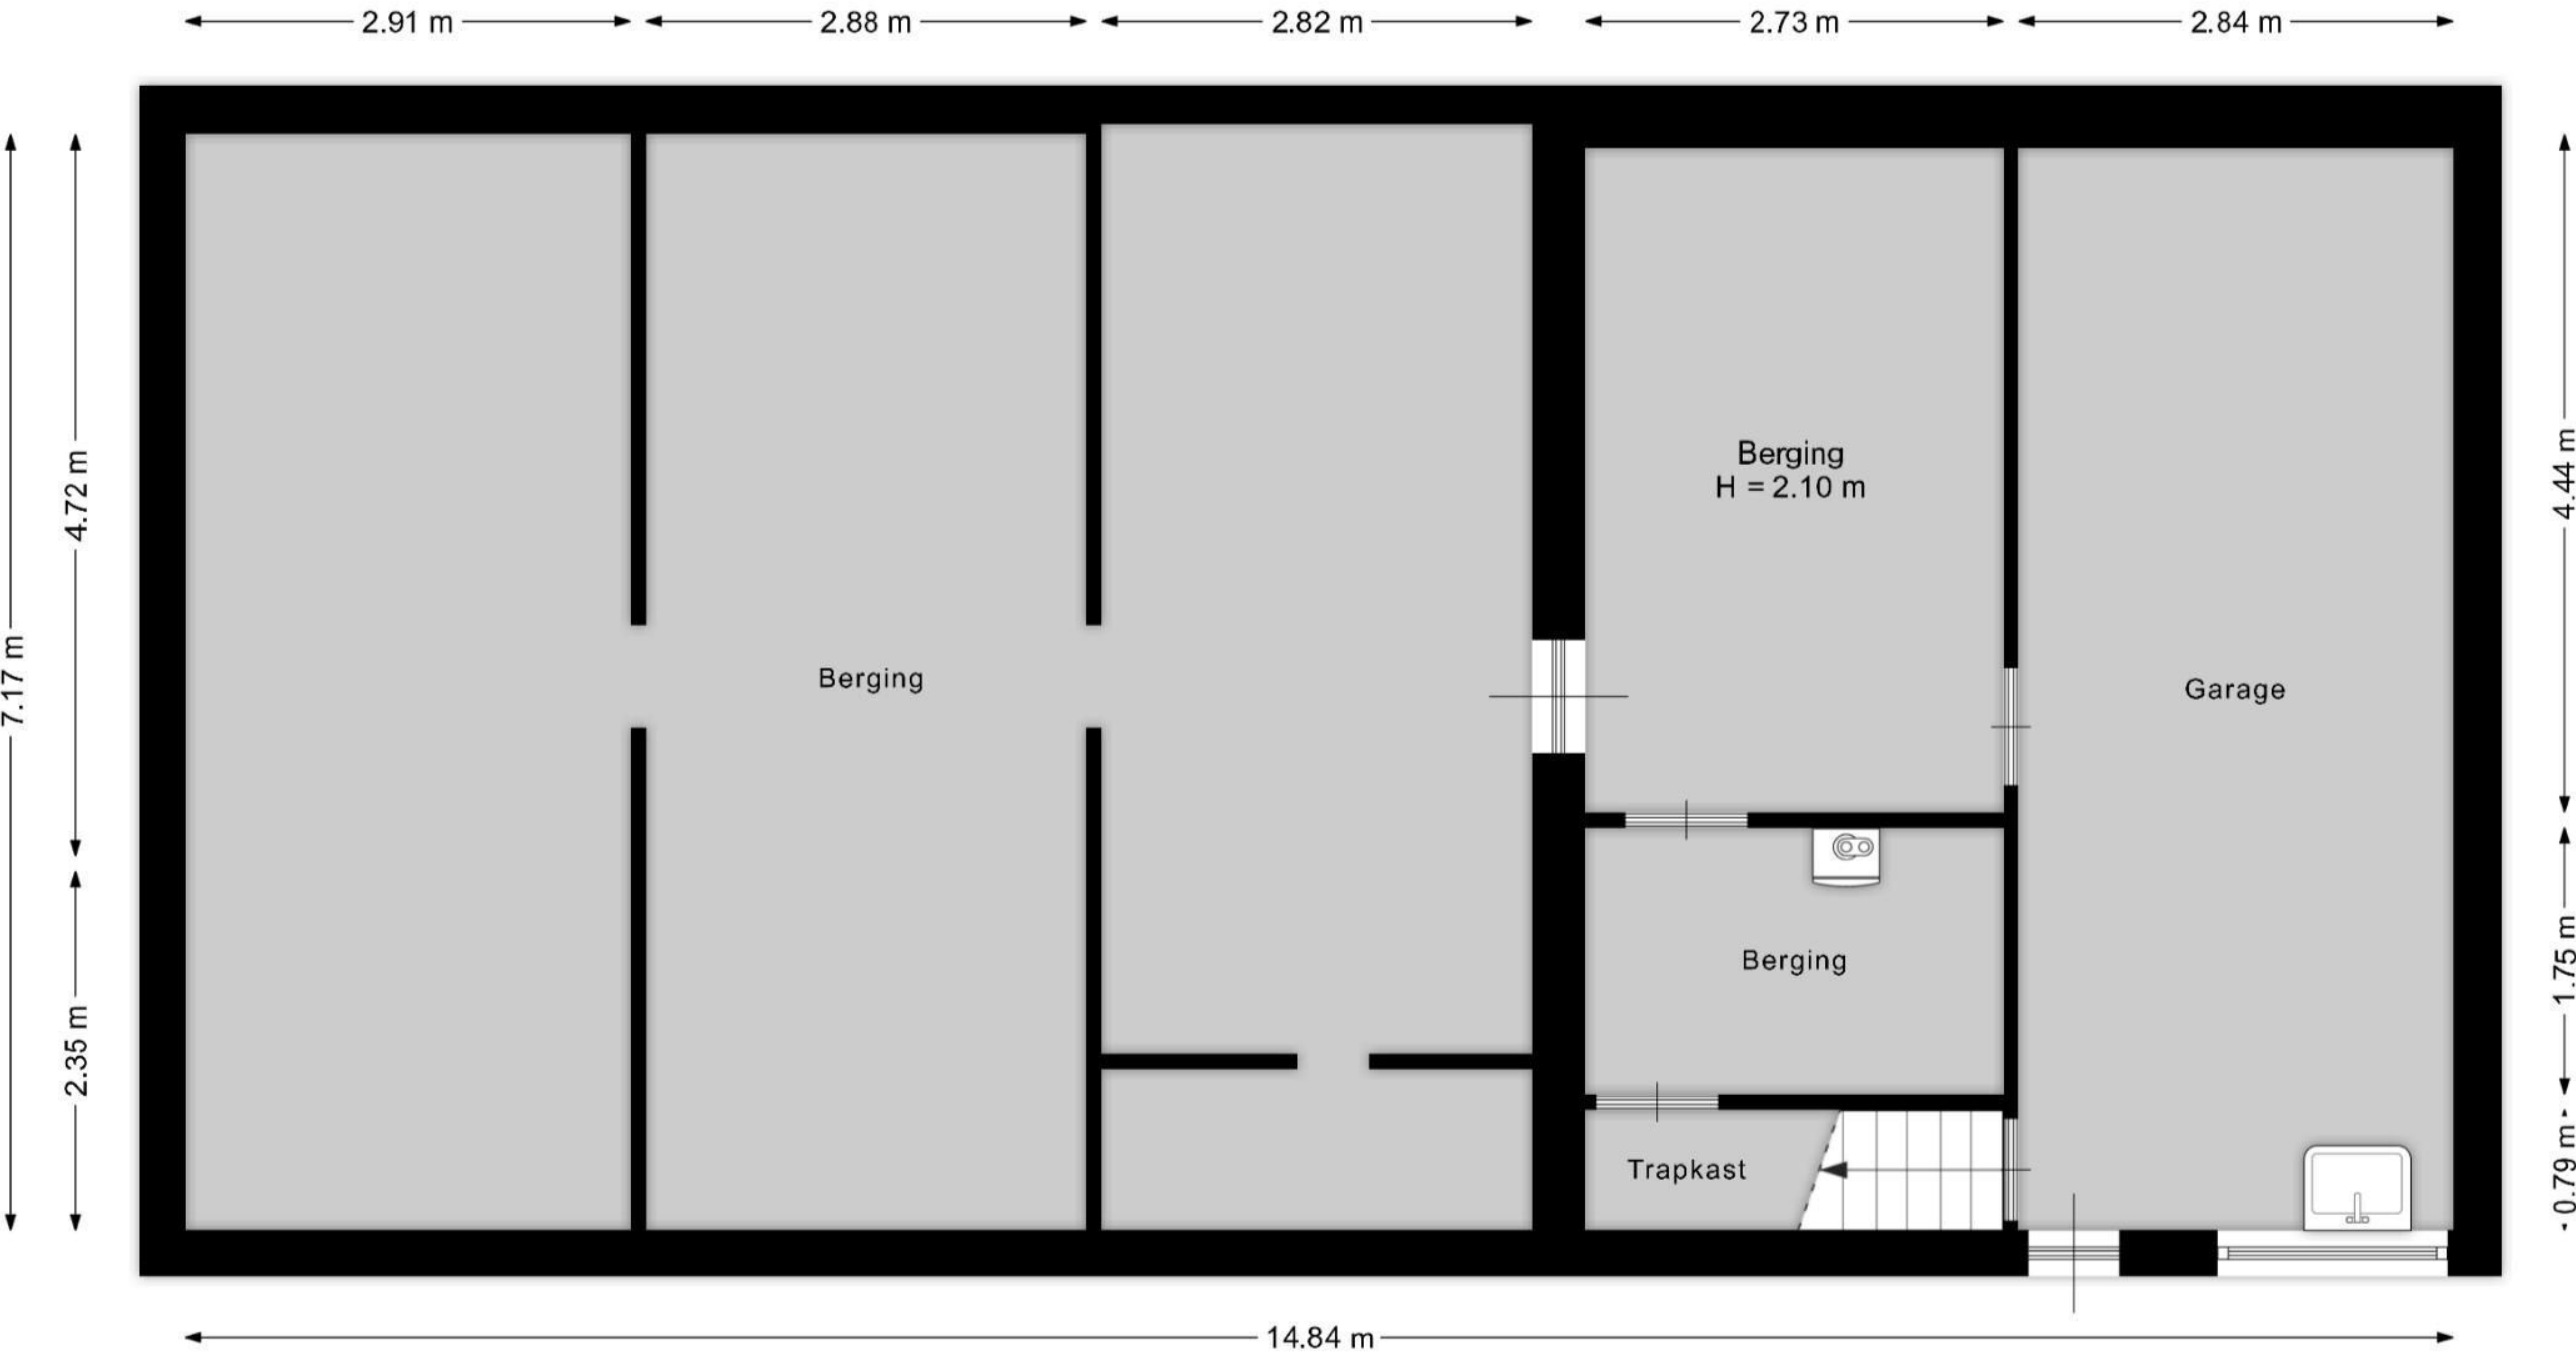 2.91 m
2.88 m
2.82 m
2.73 m
2.84 m
7.17 m
4.72 m
2.35 m
Berging
Berging
H = 2.10 m
Garage
Berging
Trapkast
4.44 m
1.75 m
0.79 m
14.84 m